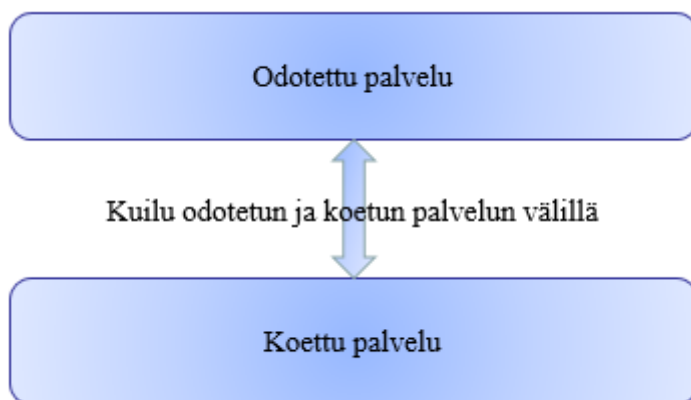 Odotettu palvelu
Kuilu odotetun ja koetun palvelun välillä
Koettu palvelu